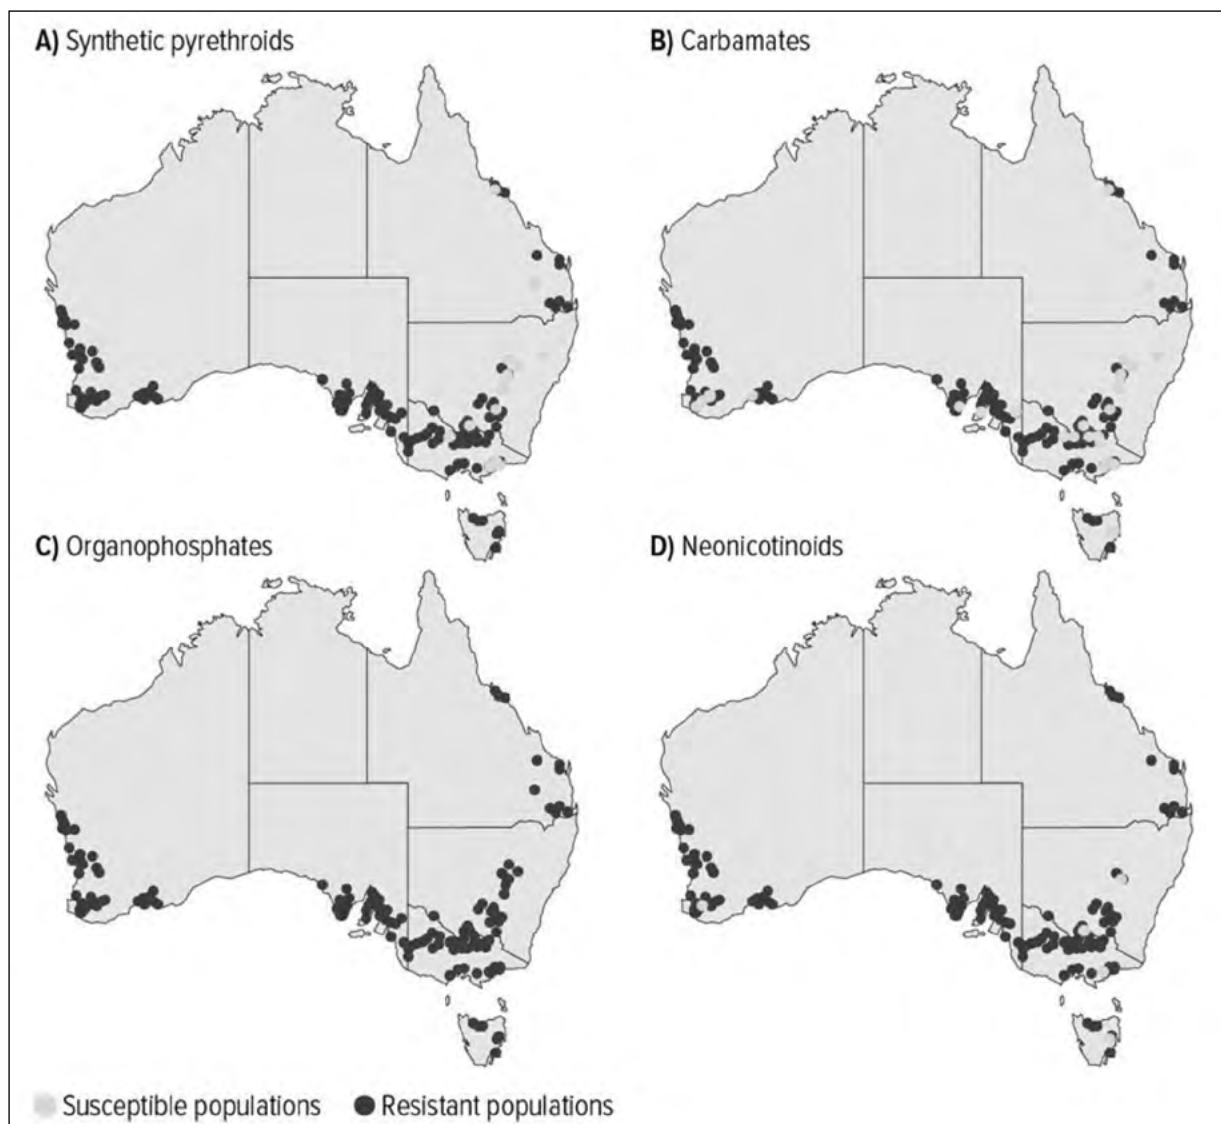 A) Synthetic pyrethroids
B) Carbamates
C) Organophosphates
D) Neonicotinoids
Susceptible populations
Resistant populations